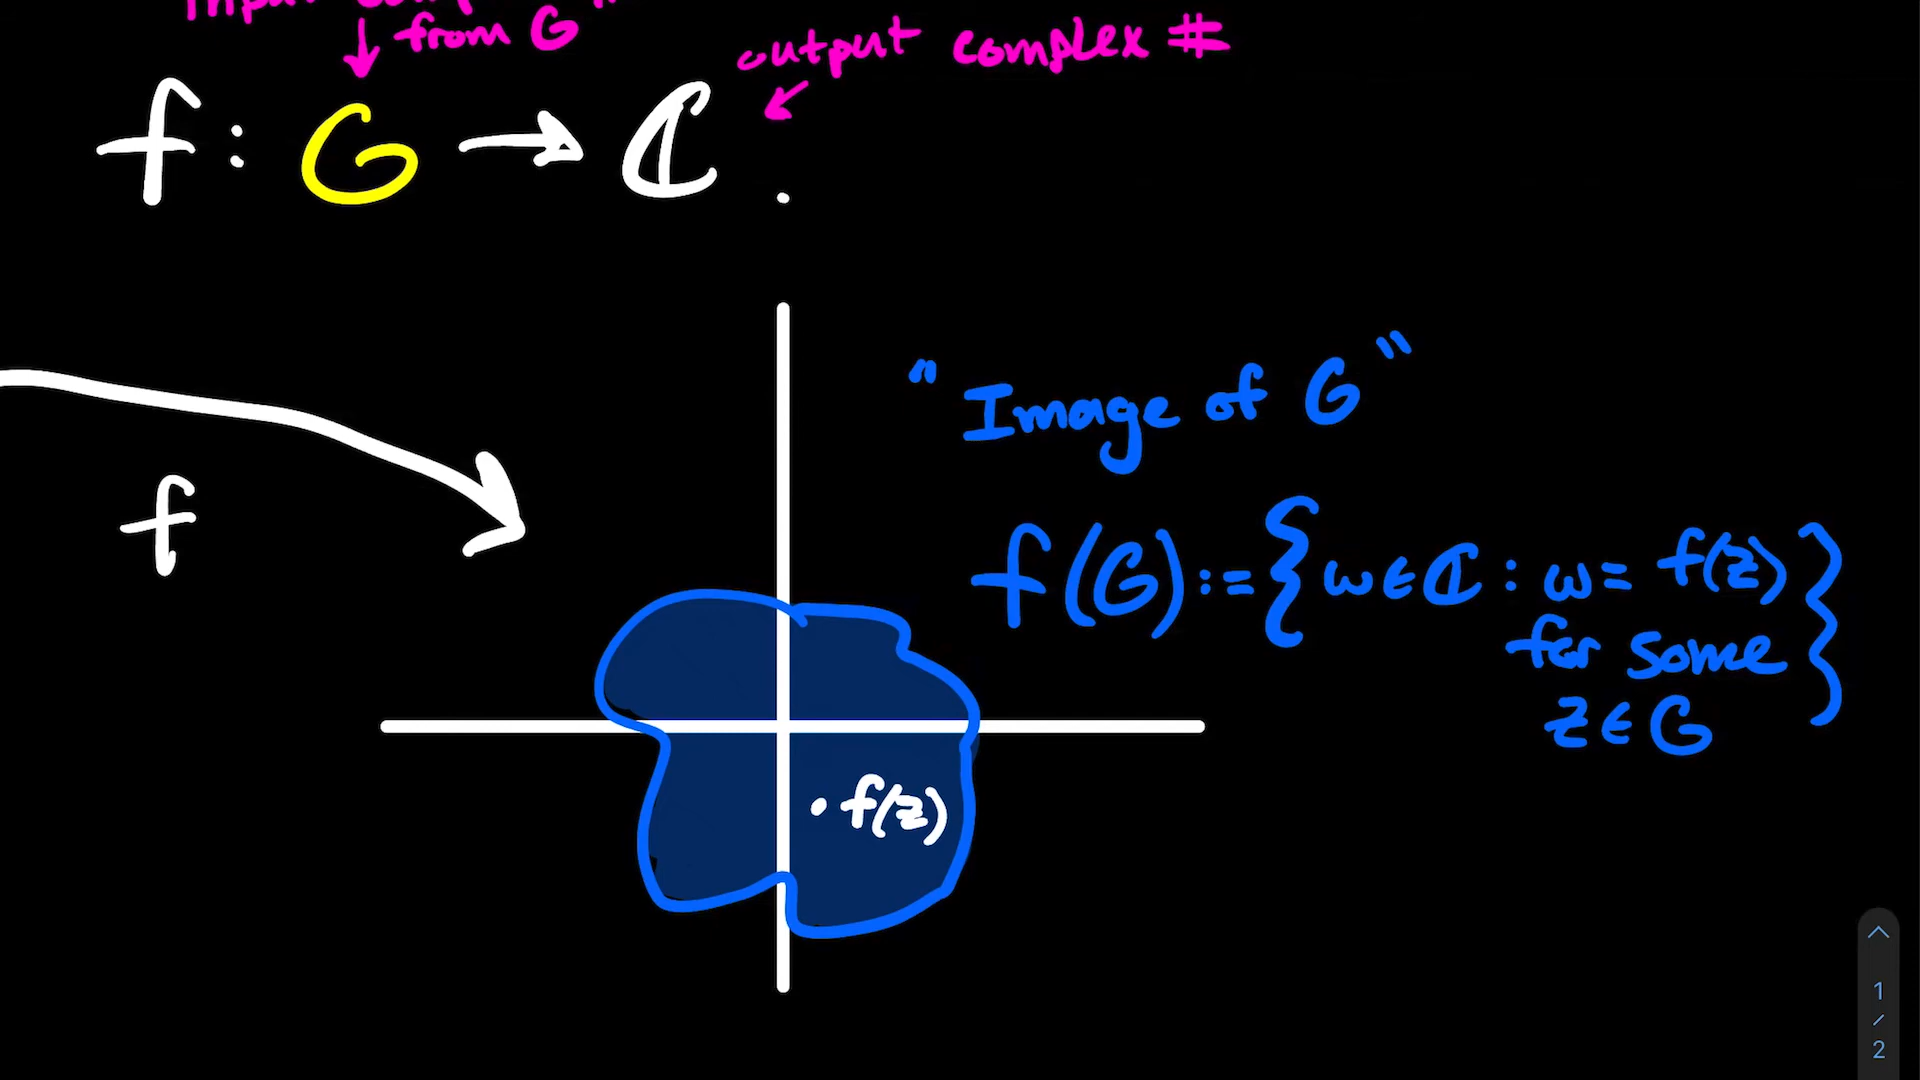 from G
output complex #
f: G → ℂ.
"Image of G"
f
f(G) := {w ∈ ℂ : w = f(z)
for some
z ∈ G}
f(z)
1
/
2